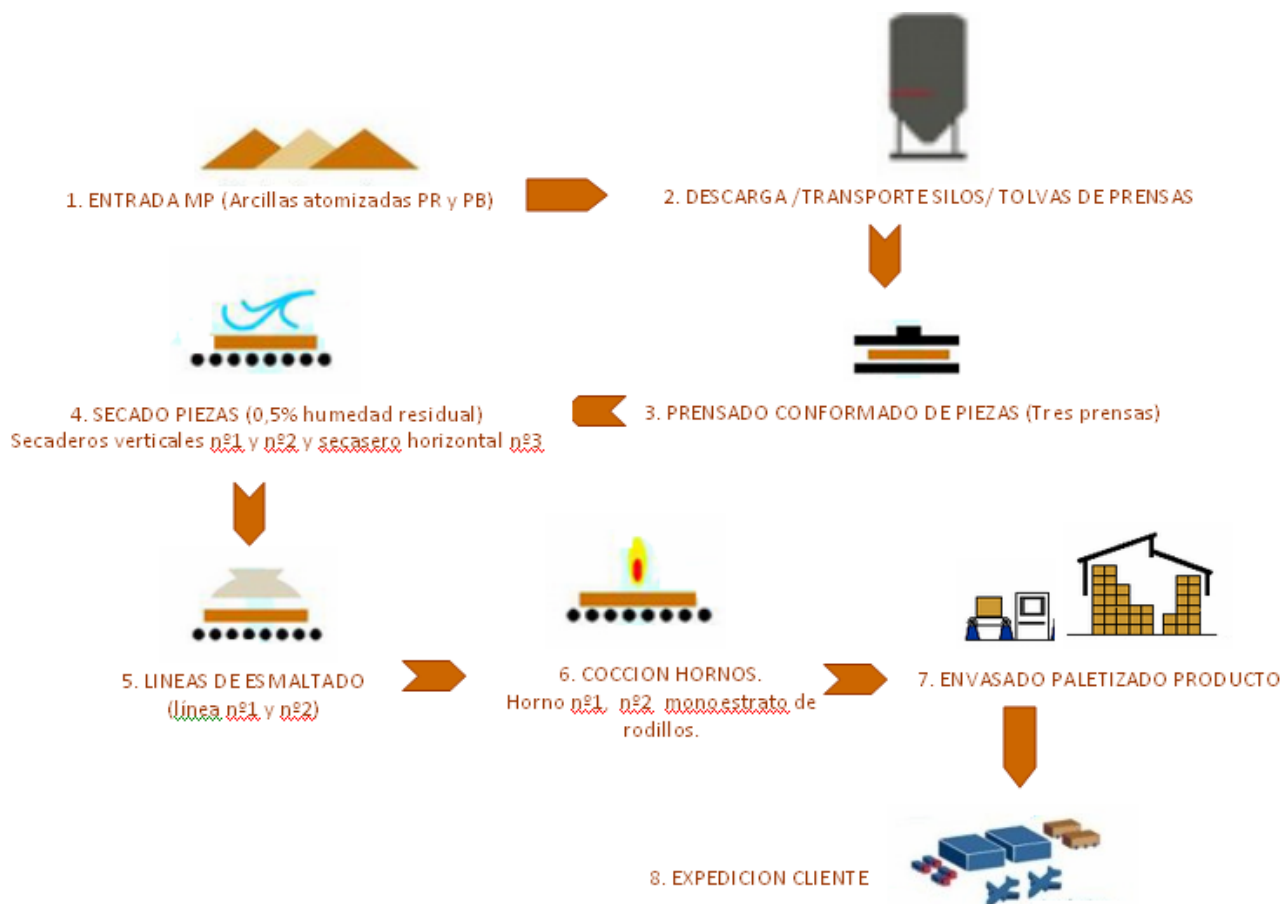 1. ENTRADA MP (Arcillas atomizadas PR y PB)
2. DESCARGA /TRANSPORTE SILOS/ TOLVAS DE PRENSAS
3. PRENSADO CONFORMADO DE PIEZAS (Tres prensas)
4. SECADO PIEZAS (0,5% humedad residual)
Secaderos verticales nº1 y nº2 y secasero horizontal nº3
5. LINEAS DE ESMALTADO
(línea nº1 y nº2)
6. COCCION HORNOS.
Horno nº1, nº2 monoestrato de
rodillos.
7. ENVASADO PALETIZADO PRODUCTO
8. EXPEDICION CLIENTE